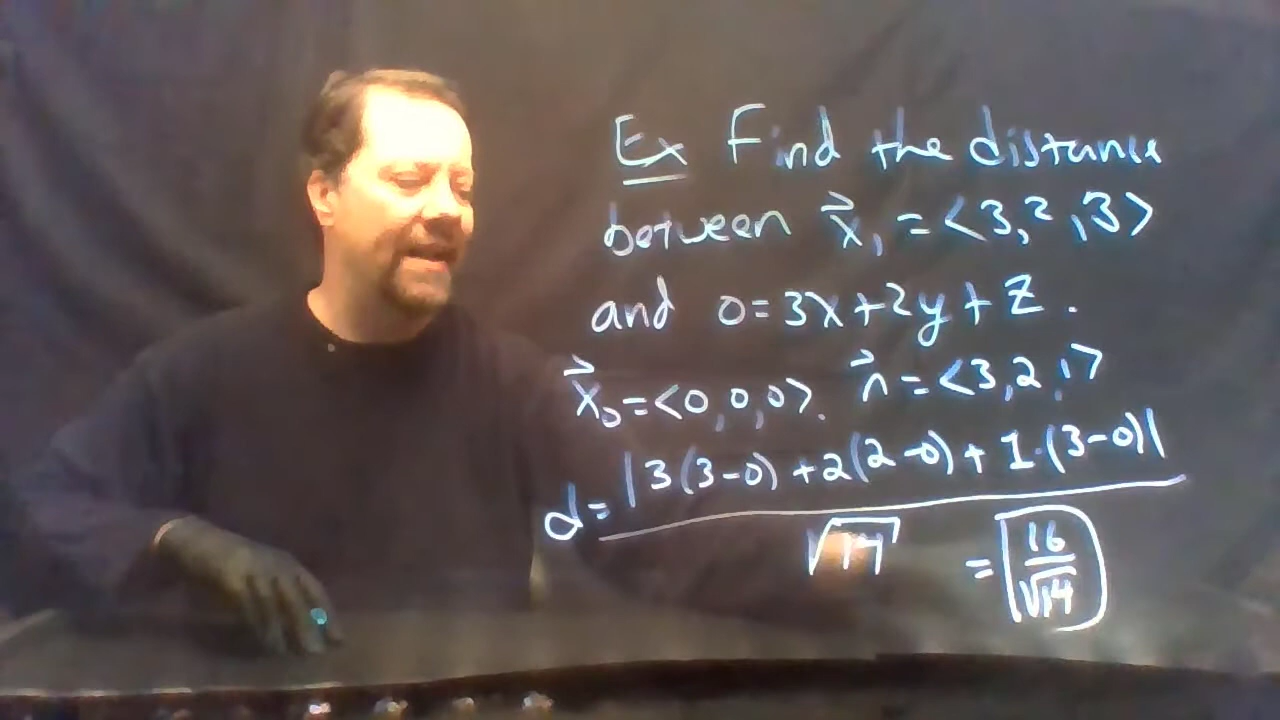 Ex Find the distance
between x⃗₁ = <3,2,3>
and 0=3x+2y+z.
x⃗₀=<0,0,0>. n⃗=<3,2,1>
d= |3(3-0)+2(2-0)+1·(3-0)|
√14 = 16/√14